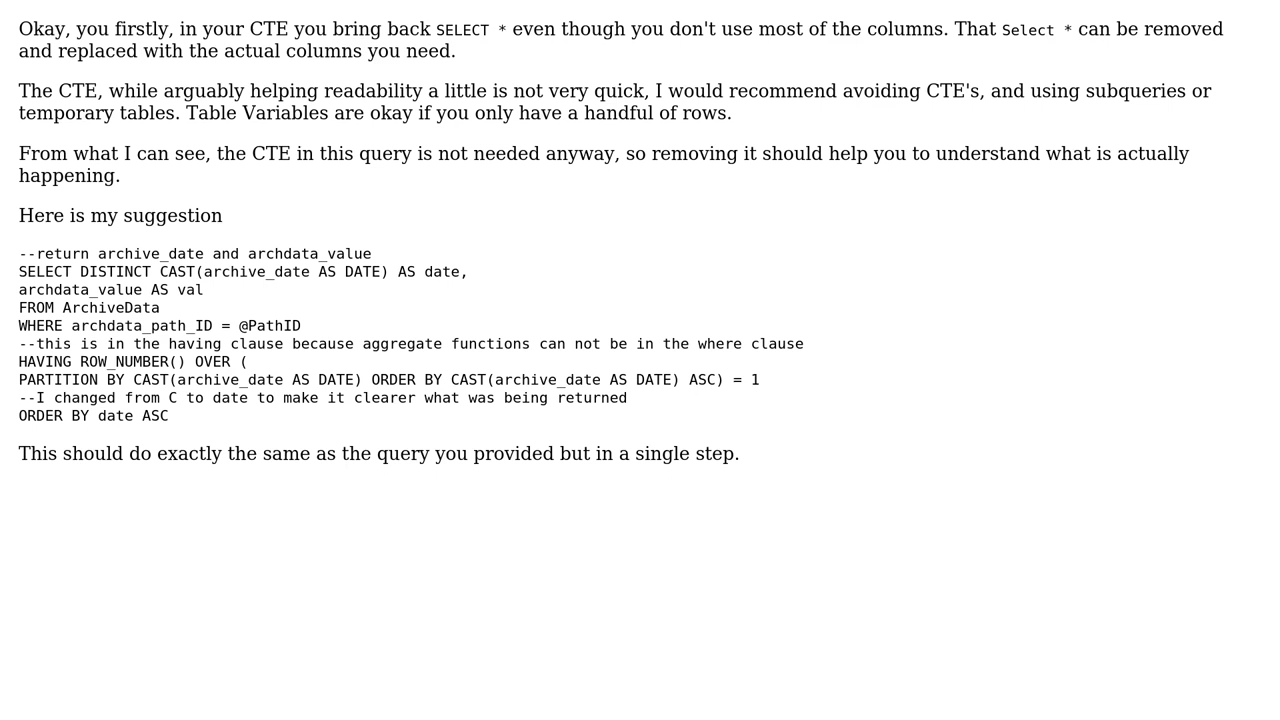 Okay, you firstly, in your CTE you bring back SELECT * even though you don't use most of the columns. That Select * can be removed
and replaced with the actual columns you need.
The CTE, while arguably helping readability a little is not very quick, I would recommend avoiding CTE's, and using subqueries or
temporary tables. Table Variables are okay if you only have a handful of rows.
From what I can see, the CTE in this query is not needed anyway, so removing it should help you to understand what is actually
happening.
Here is my suggestion
--return archive_date and archdata_value
SELECT DISTINCT CAST(archive_date AS DATE) AS date,
archdata_value AS val
FROM ArchiveData
WHERE archdata_path_ID = @PathID
--this is in the having clause because aggregate functions can not be in the where clause
HAVING ROW_NUMBER() OVER (
PARTITION BY CAST(archive_date AS DATE) ORDER BY CAST(archive_date AS DATE) ASC) = 1
--I changed from C to date to make it clearer what was being returned
ORDER BY date ASC
This should do exactly the same as the query you provided but in a single step.